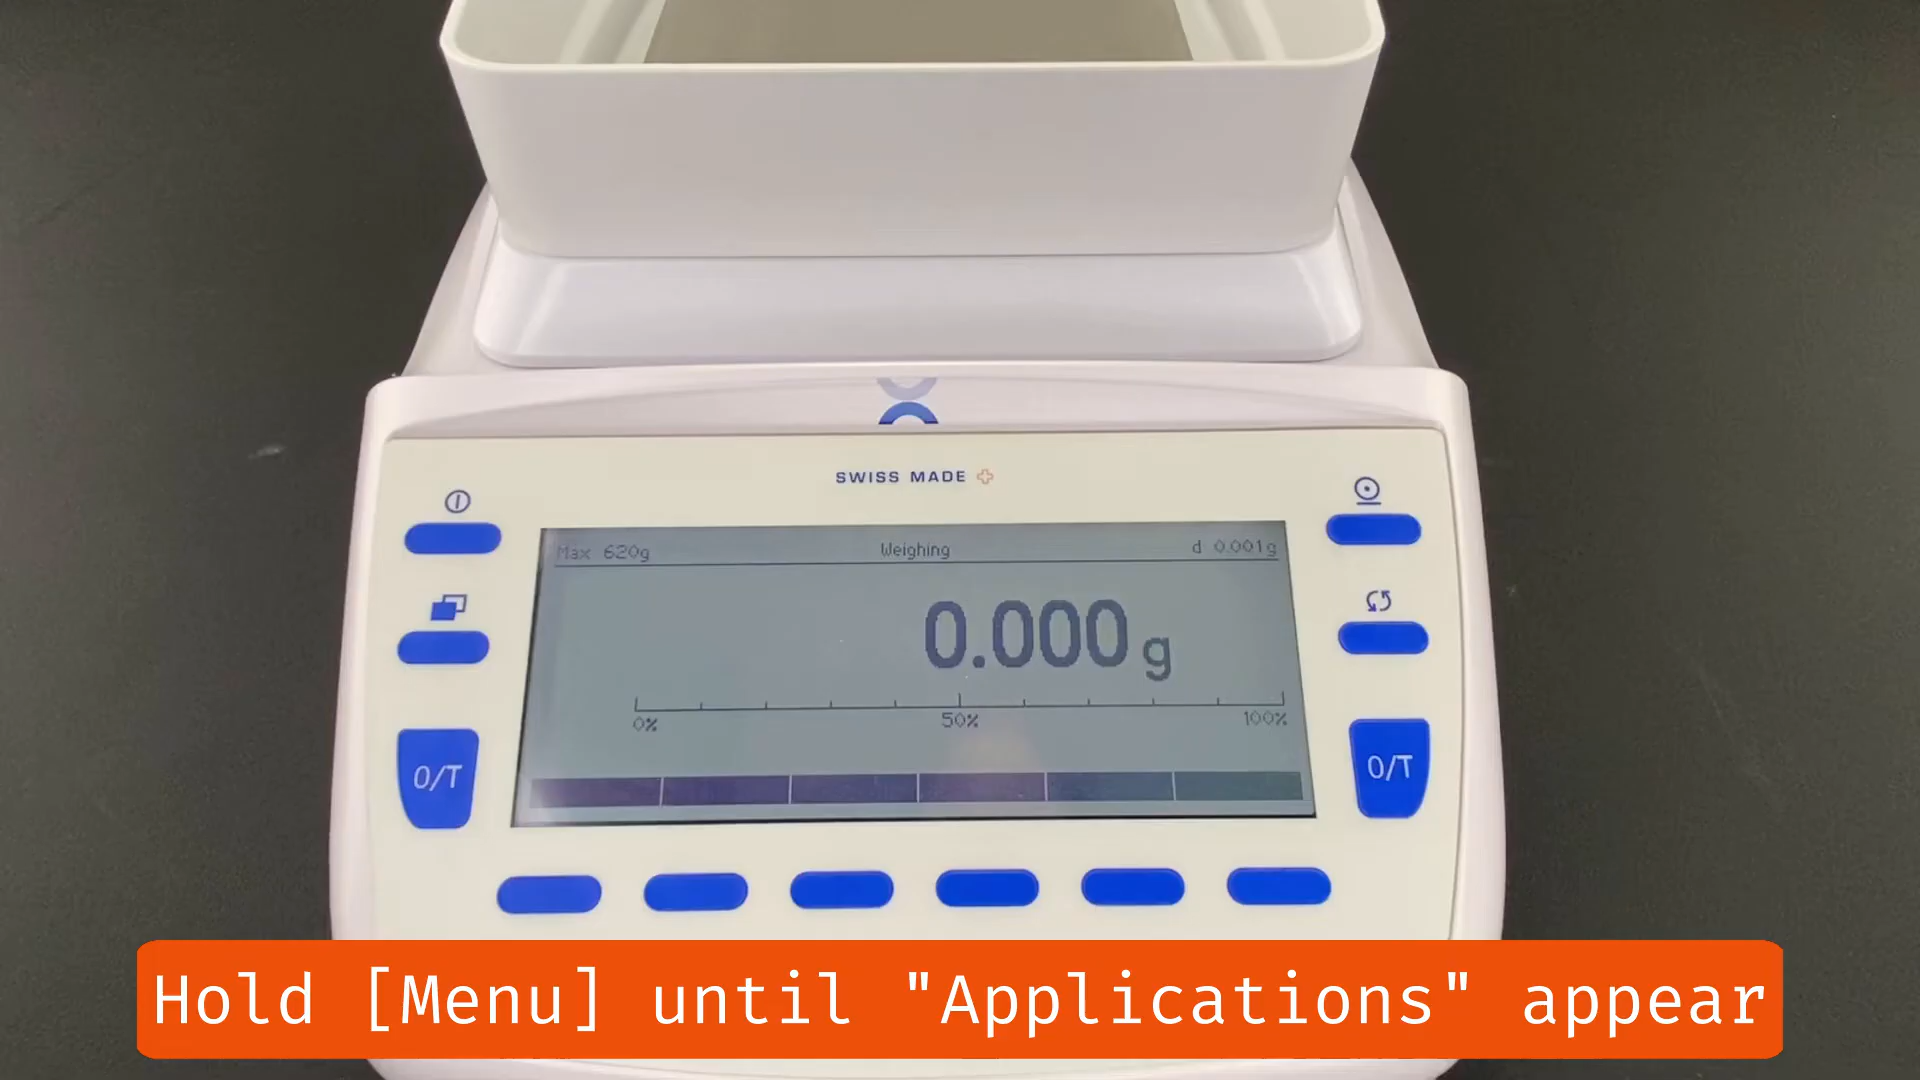 SWISS MADE
Max 620g Weighing d 0.001g
0.000 g
0% 50% 100%
0/T 0/T
Hold [Menu] until "Applications" appear